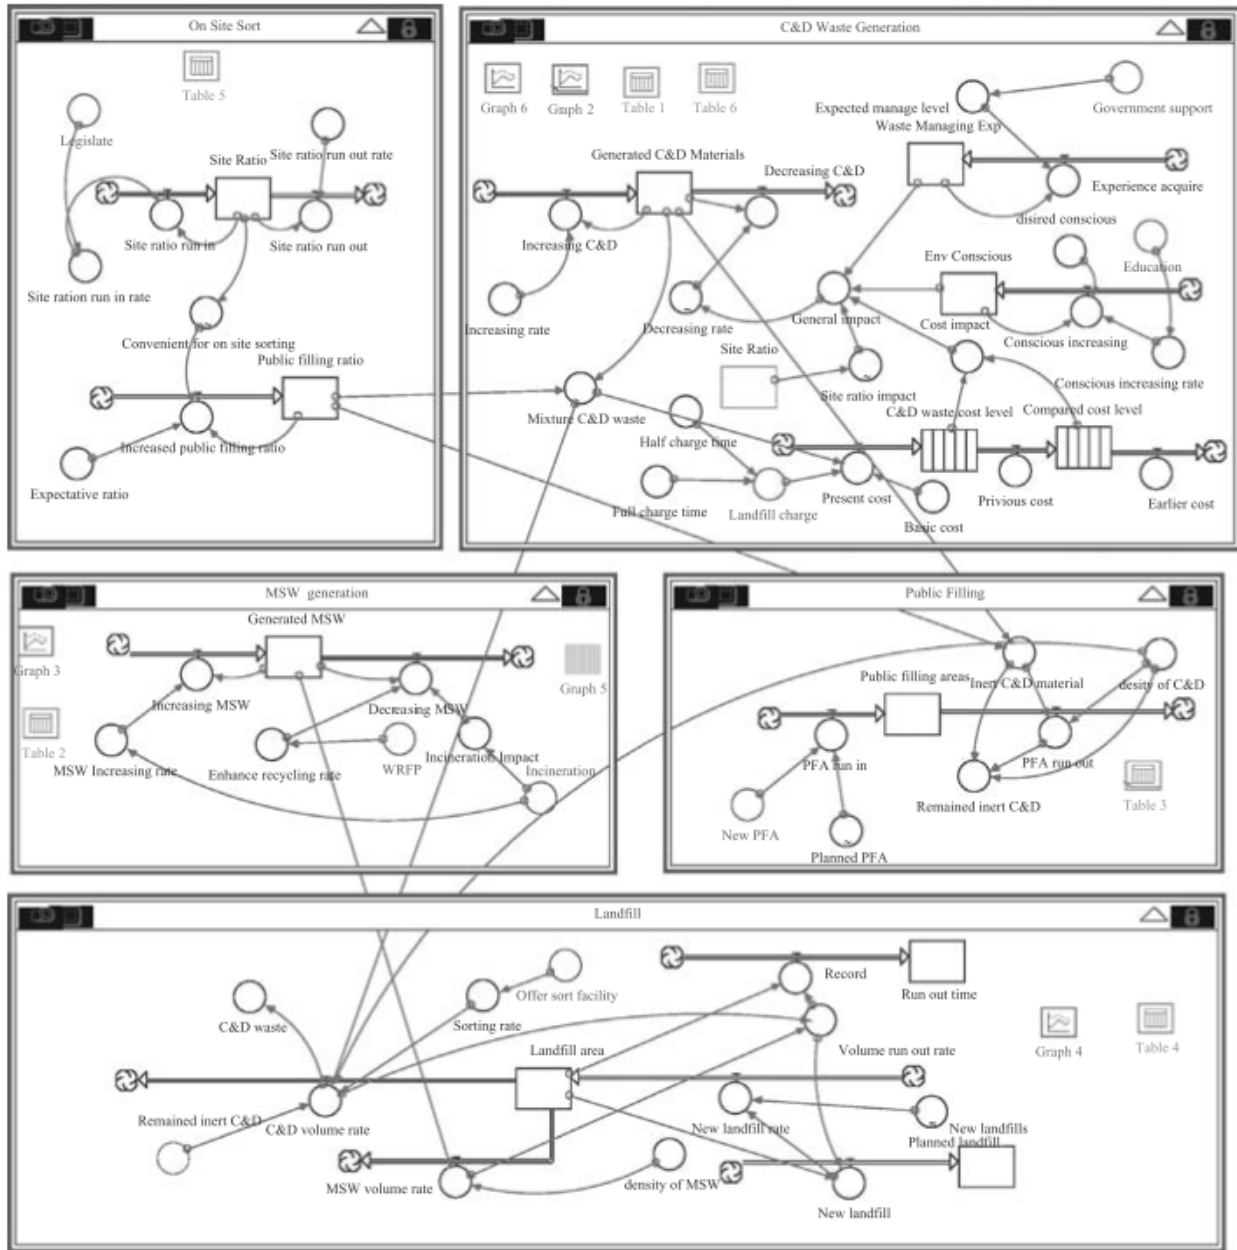 On Site Sort
Table 5
Legislate
Site ratio run out rate
Site Ratio
Site ratio run in
Site ratio run out
Site ration run in rate
Convenient for on site sorting
Public filling ratio
Increased public filling ratio
Expectative ratio
C&D Waste Generation
Graph 6
Graph 2
Table 1
Table 6
Expected manage level
Government support
Waste Managing Exp
Generated C&D Materials
Decreasing C&D
Experience acquire
disired conscious
Increasing C&D
Env Conscious
Education
Increasing rate
Decreasing rate
General impact
Cost impact
Conscious increasing
Site Ratio
Site ratio impact
Conscious increasing rate
C&D waste cost level
Compared cost level
Mixture C&D waste
Half charge time
Present cost
Privious cost
Earlier cost
Full charge time
Landfill charge
Basic cost
MSW generation
Generated MSW
Graph 3
Graph 5
Increasing MSW
Decreasing MSW
Table 2
MSW Increasing rate
Enhance recycling rate
WRFP
Incineration Impact
Incineration
Public Filling
Public filling areas
Inert C&D material
desity of C&D
PFA run in
PFA run out
Remained inert C&D
Table 3
New PFA
Planned PFA
Landfill
Record
Run out time
C&D waste
Sorting rate
Offer sort facility
Graph 4
Table 4
Landfill area
Volume run out rate
Remained inert C&D
C&D volume rate
New landfill rate
New landfills
Planned landfill
MSW volume rate
density of MSW
New landfill